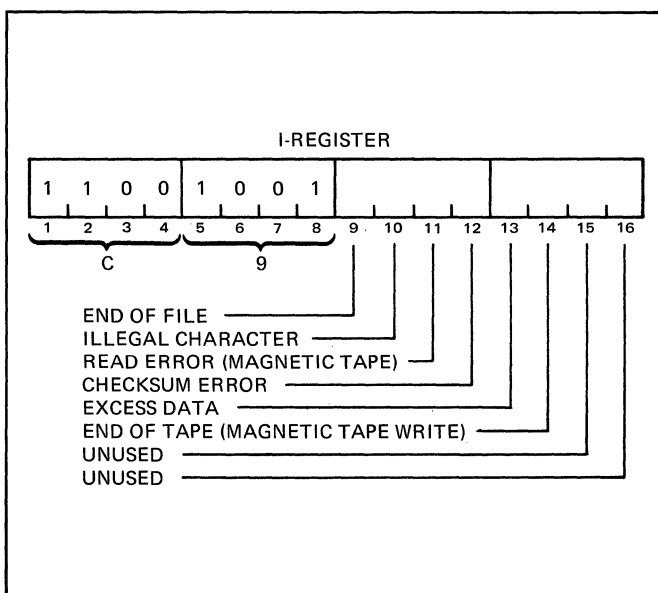 I-REGISTER
1 1 0 0 1 0 0 1
1 2 3 4 5 6 7 8 9 10 11 12 13 14 15 16
C 9
END OF FILE
ILLEGAL CHARACTER
READ ERROR (MAGNETIC TAPE)
CHECKSUM ERROR
EXCESS DATA
END OF TAPE (MAGNETIC TAPE WRITE)
UNUSED
UNUSED